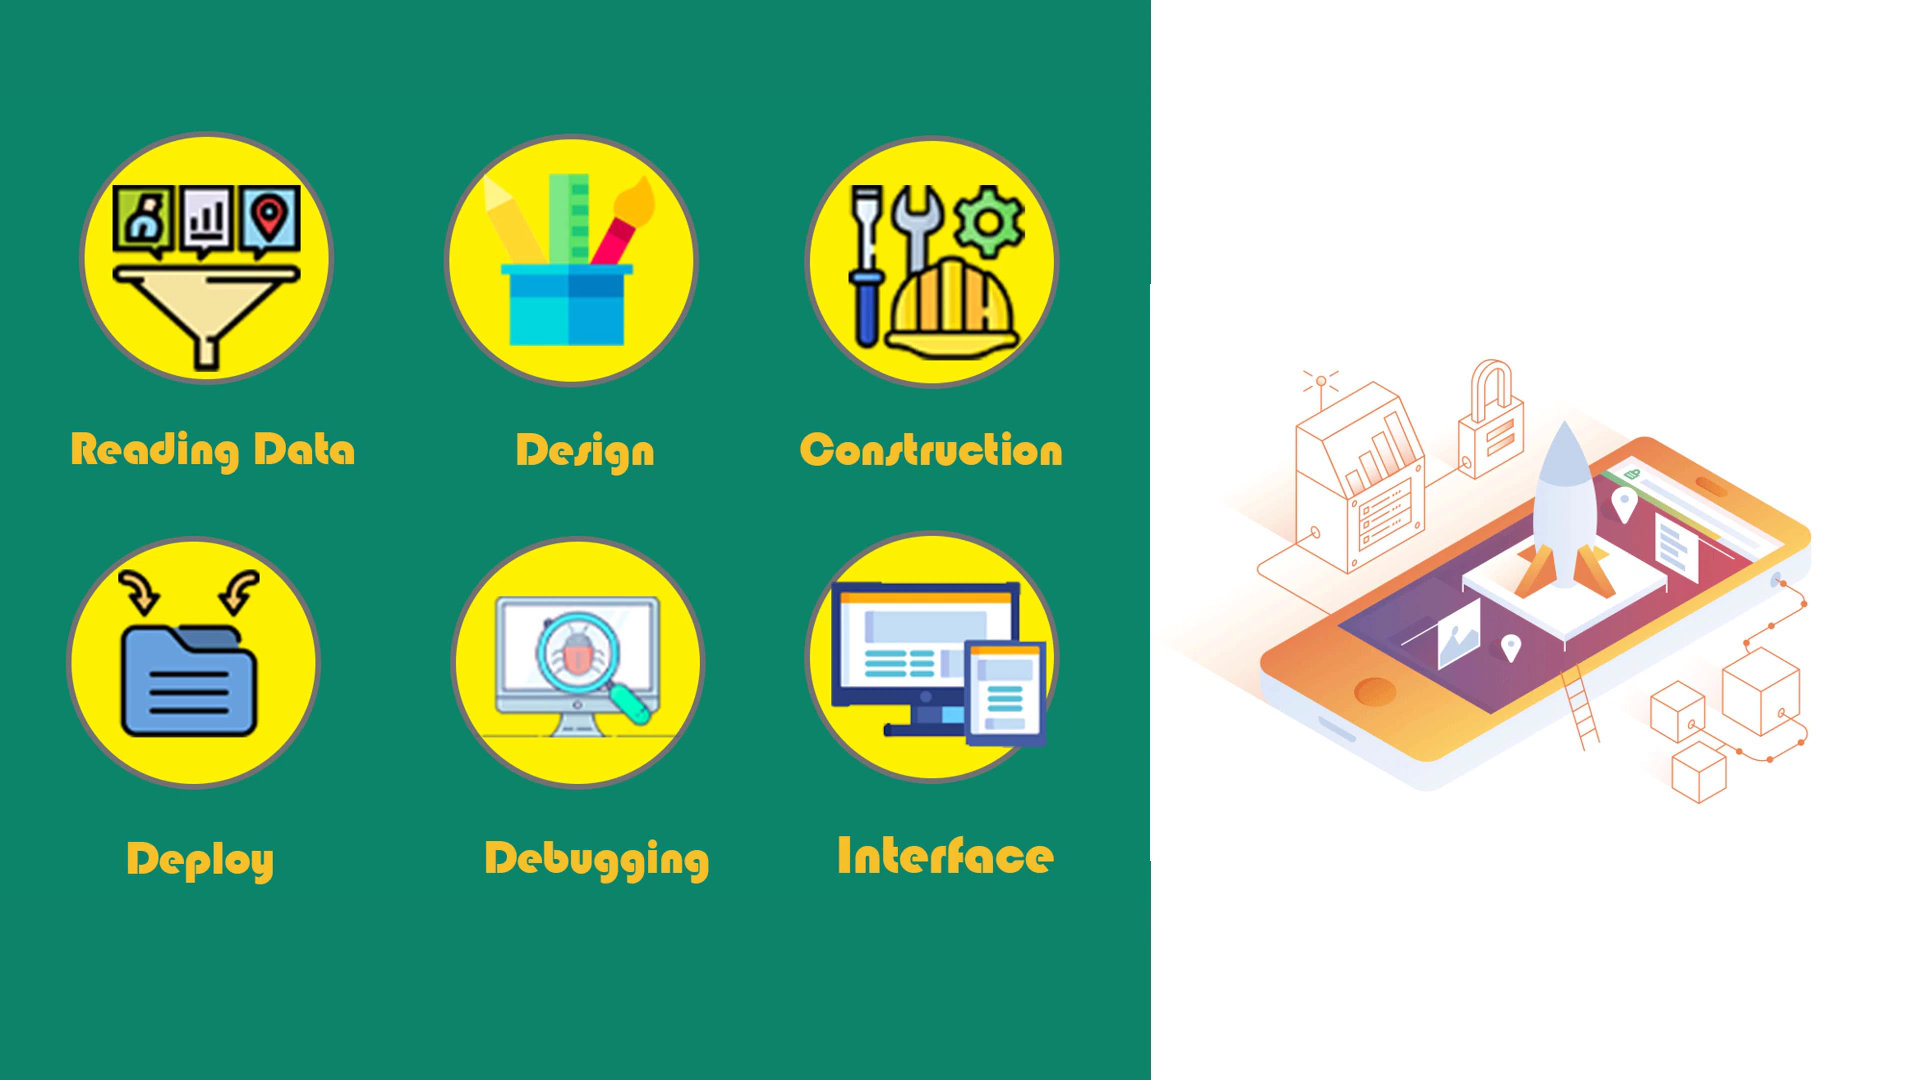 Reading Data
Design
Construction
Deploy
Debugging
Interface